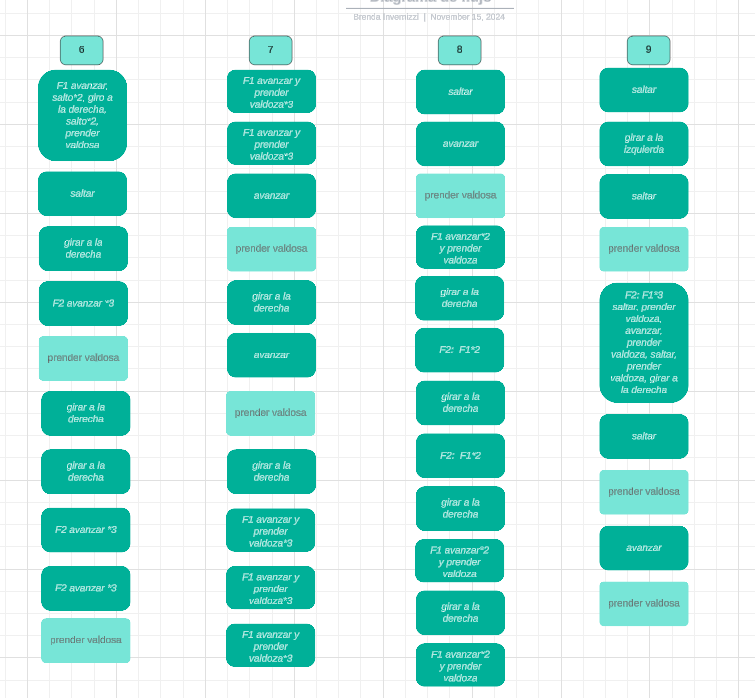 Diagrama de flujo
Brenda Invernizzi | November 15, 2024
6
F1 avanzar,
salto*2, giro a
la derecha,
salto*2,
prender
valdosa
saltar
girar a la
derecha
F2 avanzar *3
prender valdosa
girar a la
derecha
girar a la
derecha
F2 avanzar *3
F2 avanzar *3
prender valdosa
7
F1 avanzar y
prender
valdoza*3
F1 avanzar y
prender
valdoza*3
avanzar
prender valdosa
girar a la
derecha
avanzar
prender valdosa
girar a la
derecha
F1 avanzar y
prender
valdoza*3
F1 avanzar y
prender
valdoza*3
F1 avanzar y
prender
valdoza*3
8
saltar
avanzar
prender valdosa
F1 avanzar*2
y prender
valdoza
girar a la
derecha
F2: F1*2
girar a la
derecha
F2: F1*2
girar a la
derecha
F1 avanzar*2
y prender
valdoza
girar a la
derecha
F1 avanzar*2
y prender
valdoza
9
saltar
girar a la
izquierda
saltar
prender valdosa
F2: F1*3
saltar, prender
valdoza,
avanzar,
prender
valdoza, saltar,
prender
valdoza, girar a
la derecha
saltar
prender valdosa
avanzar
prender valdosa